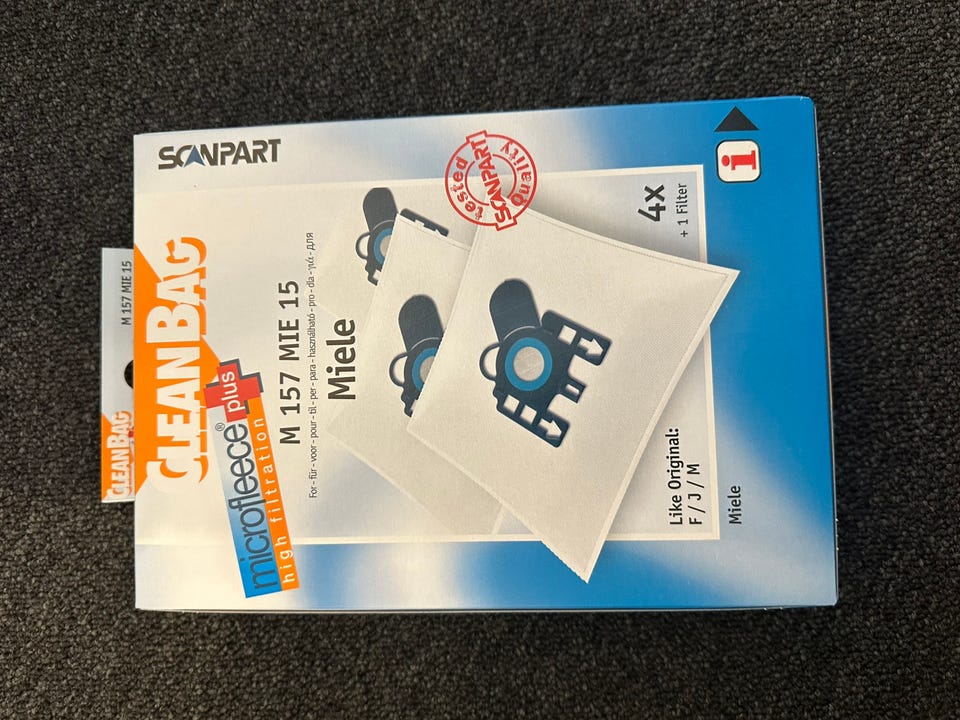 CLEANBAG
M 157 MIE 15
SCANPART
CLEANBAG
microfleece® plus
high filtration
M 157 MIE 15
For - für - voor - pour - til - per - para - használható - pro - dla - για - для
Miele
tested
SCANPART
Quality
Like Original:
F / J / M
4x
+ 1 Filter
Miele
i